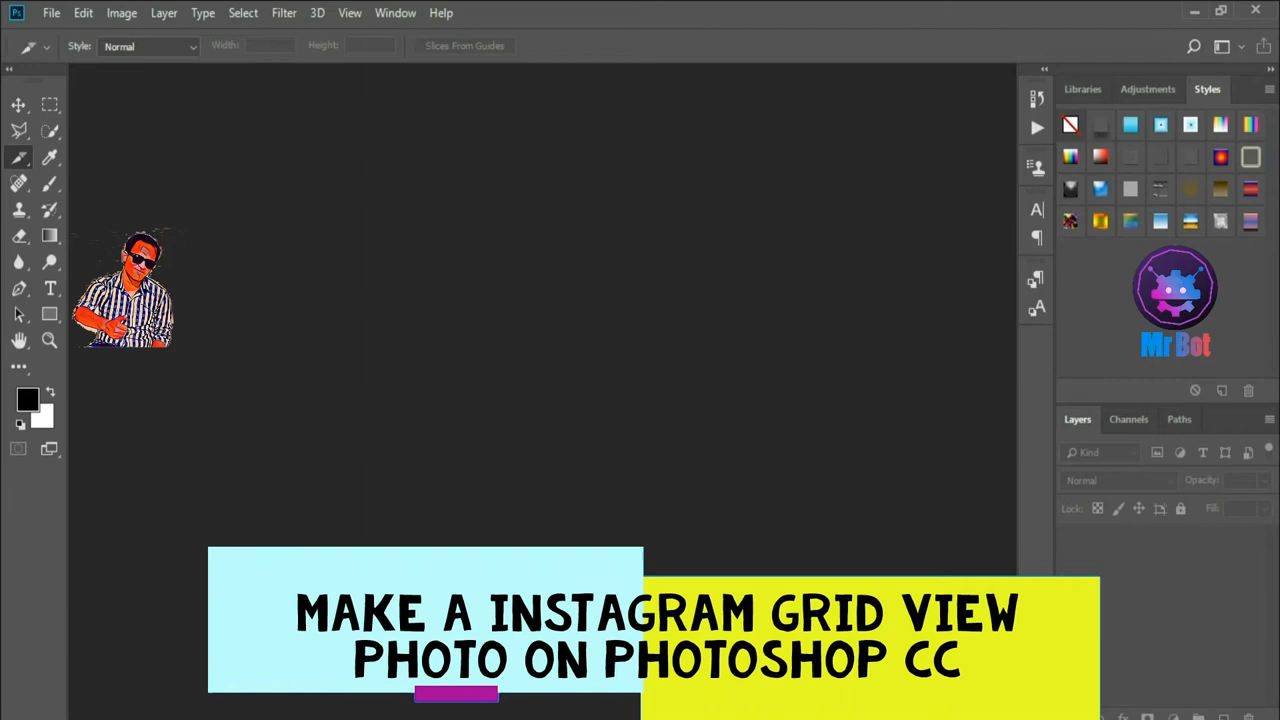 Ps File Edit Image Layer Type Select Filter 3D View Window Help
Style: Normal Width: Height: Slices From Guides
Libraries Adjustments Styles
Mr Bot
Layers Channels Paths
Kind
Normal Opacity:
Lock: Fill:
MAKE A INSTAGRAM GRID VIEW
PHOTO ON PHOTOSHOP CC